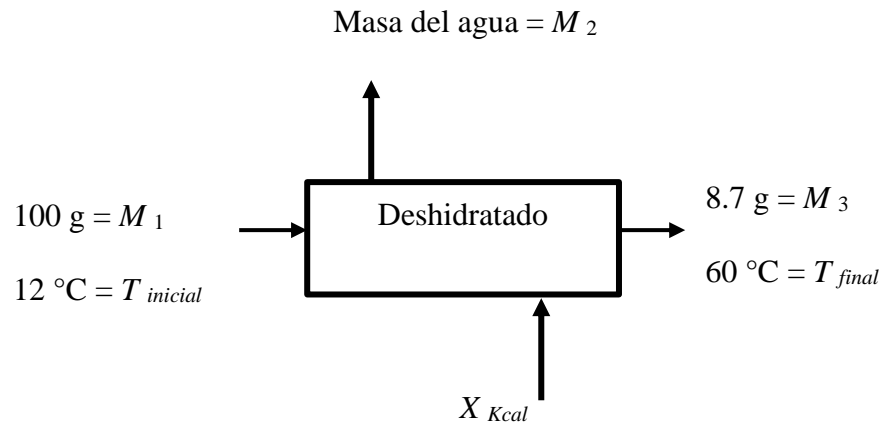 Masa del agua = M 2
100 g = M 1
12 °C = T inicial
Deshidratado
8.7 g = M 3
60 °C = T final
X Kcal